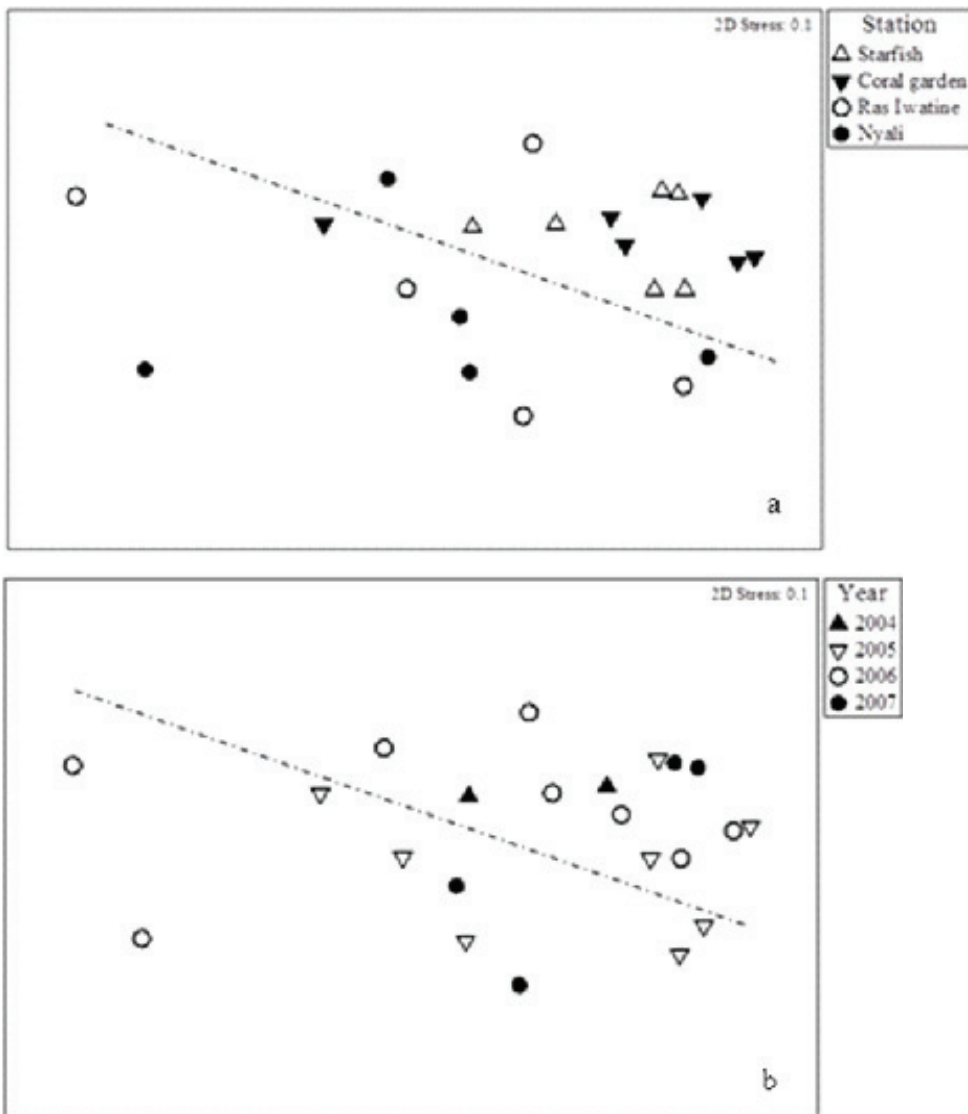 2D Stress: 0.1
Station
Starfish
Coral garden
Ras Iwatine
Nyali
a
2D Stress: 0.1
Year
2004
2005
2006
2007
b